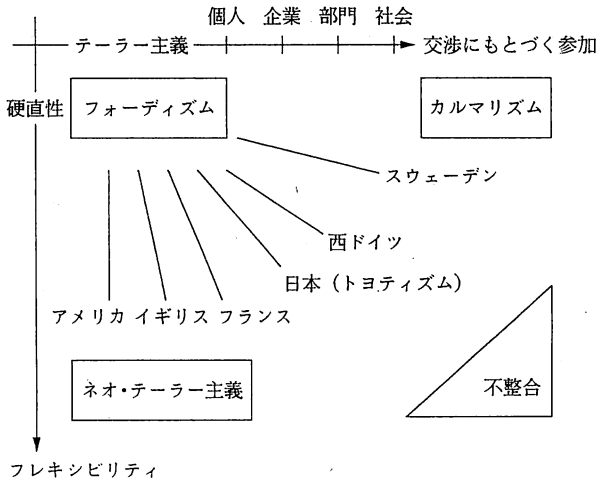 個人 企業 部門 社会
テーラー主義
交渉にもとづく参加
硬直性
フォーディズム
カルマリズム
スウェーデン
西ドイツ
日本（トヨティズム）
アメリカ イギリス フランス
ネオ・テーラー主義
不整合
フレキシビリティ